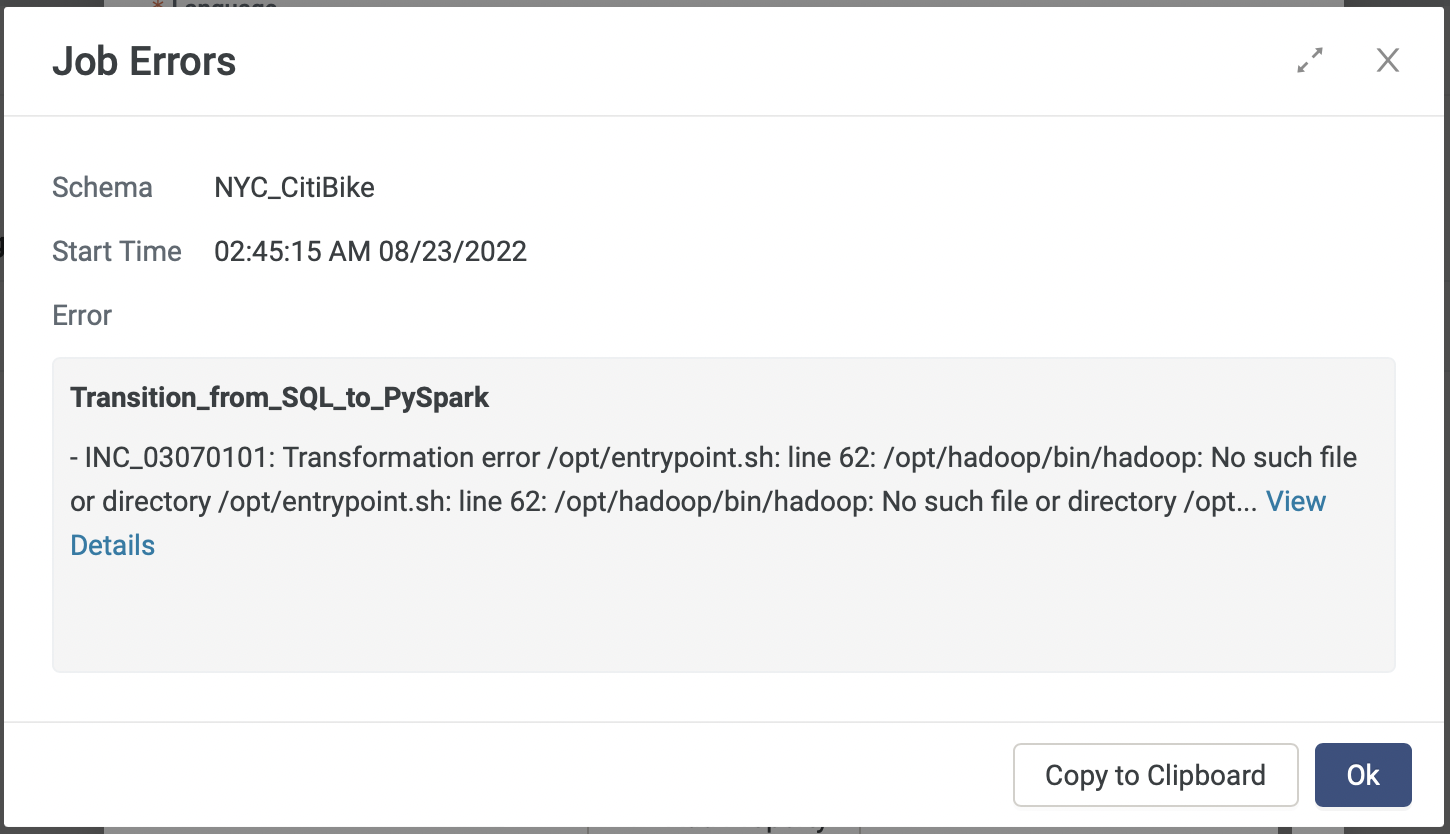 Job Errors
Schema NYC_CitiBike
Start Time 02:45:15 AM 08/23/2022
Error
Transition_from_SQL_to_PySpark
- INC_03070101: Transformation error /opt/entrypoint.sh: line 62: /opt/hadoop/bin/hadoop: No such file
or directory /opt/entrypoint.sh: line 62: /opt/hadoop/bin/hadoop: No such file or directory /opt... View
Details
Copy to Clipboard Ok